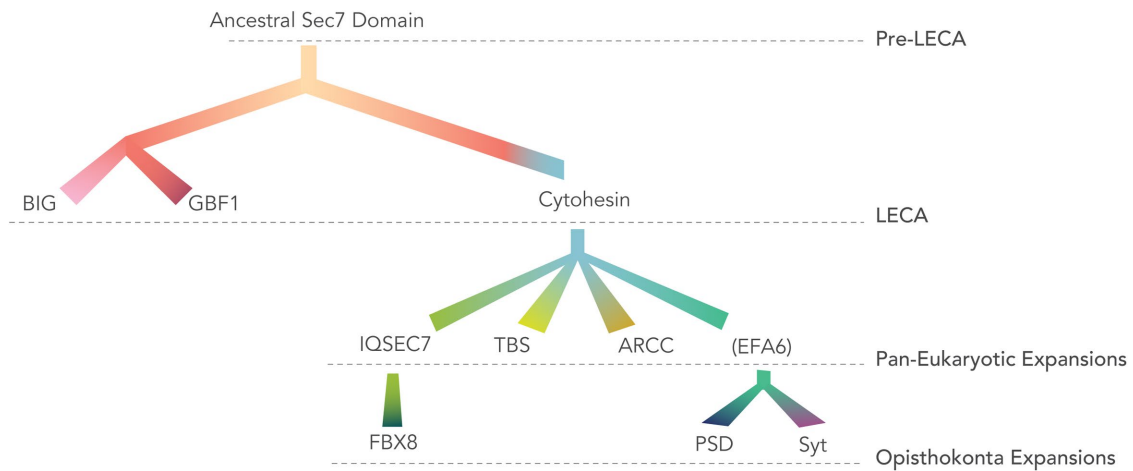 Ancestral Sec7 Domain
Pre-LECA
BIG
GBF1
Cytohesin
LECA
IQSEC7
TBS
ARCC
(EFA6)
Pan-Eukaryotic Expansions
FBX8
PSD
Syt
Opisthokonta Expansions